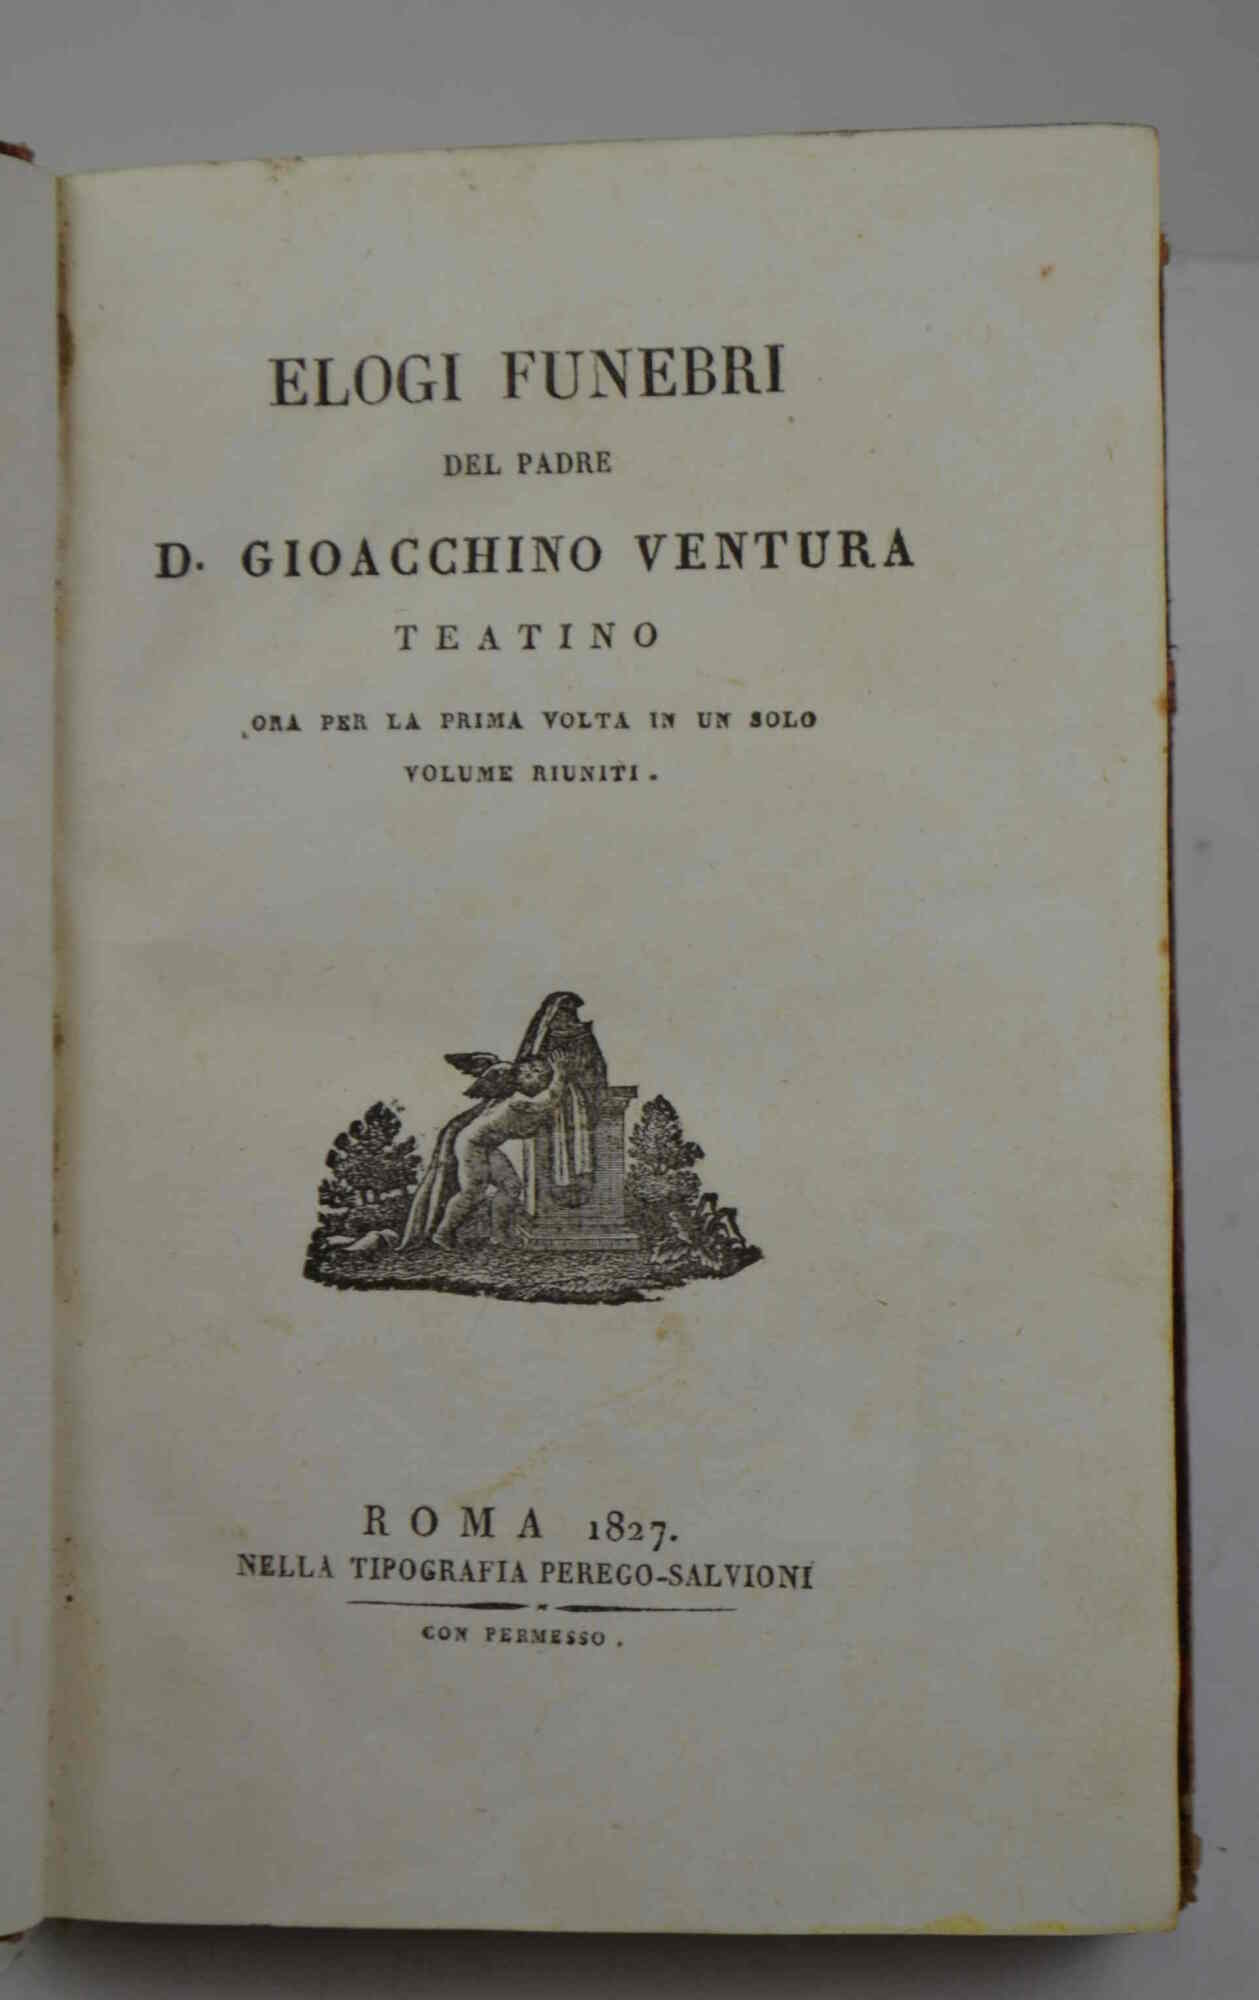 ELOGI FUNEBRI
DEL PADRE
D. GIOACCHINO VENTURA
TEATINO
ORA PER LA PRIMA VOLTA IN UN SOLO
VOLUME RIUNITI.
ROMA 1827.
NELLA TIPOGRAFIA PEREGO-SALVIONI
CON PERMESSO.